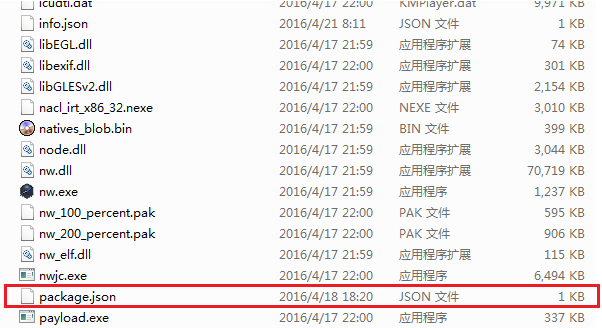 icudtl.dat 2016/4/17 22:00 KMPlayer.dat 9,971 KB
info.json 2016/4/21 8:11 JSON 文件 1 KB
libEGL.dll 2016/4/17 21:59 应用程序扩展 74 KB
libexif.dll 2016/4/17 22:00 应用程序扩展 301 KB
libGLESv2.dll 2016/4/17 21:59 应用程序扩展 2,154 KB
nacl_irt_x86_32.nexe 2016/4/17 22:00 NEXE 文件 3,010 KB
natives_blob.bin 2016/4/17 21:59 BIN 文件 399 KB
node.dll 2016/4/17 21:59 应用程序扩展 3,044 KB
nw.dll 2016/4/17 21:59 应用程序扩展 70,719 KB
nw.exe 2016/4/17 21:59 应用程序 1,237 KB
nw_100_percent.pak 2016/4/17 22:00 PAK 文件 595 KB
nw_200_percent.pak 2016/4/17 22:00 PAK 文件 906 KB
nw_elf.dll 2016/4/17 21:59 应用程序扩展 115 KB
nwjc.exe 2016/4/17 22:00 应用程序 6,494 KB
package.json 2016/4/18 18:20 JSON 文件 1 KB
payload.exe 2016/4/17 22:00 应用程序 337 KB